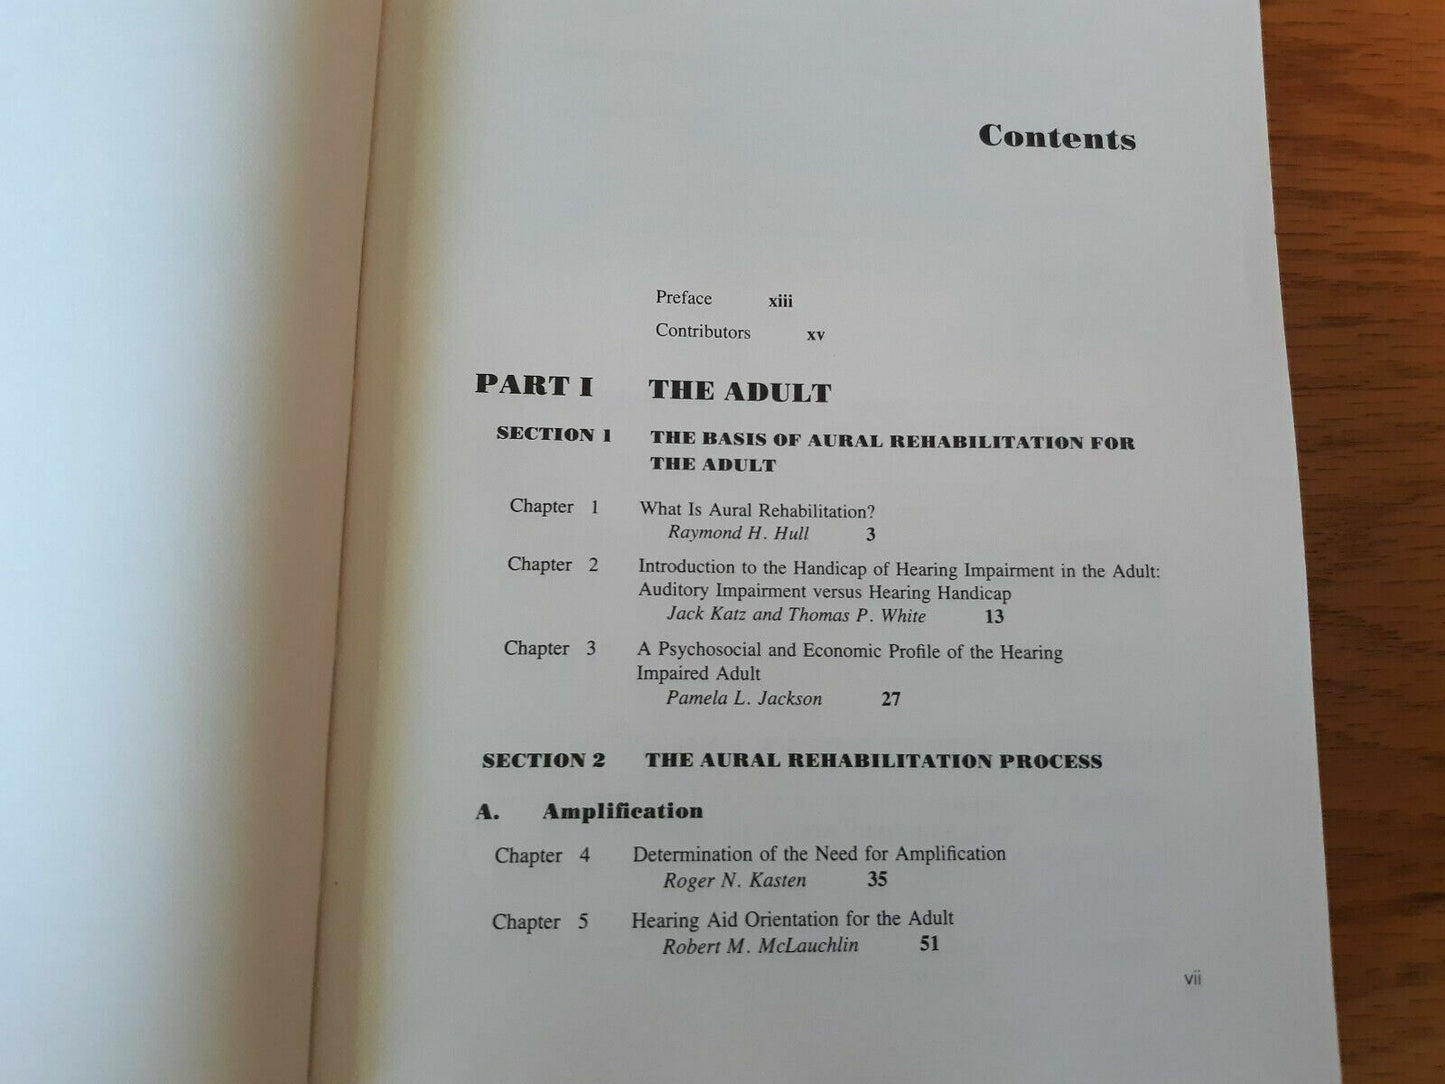 Contents
Preface xiii
Contributors xv
PART I THE ADULT
SECTION 1 THE BASIS OF AURAL REHABILITATION FOR
THE ADULT
Chapter 1 What Is Aural Rehabilitation?
Raymond H. Hull 3
Chapter 2 Introduction to the Handicap of Hearing Impairment in the Adult:
Auditory Impairment versus Hearing Handicap
Jack Katz and Thomas P. White 13
Chapter 3 A Psychosocial and Economic Profile of the Hearing
Impaired Adult
Pamela L. Jackson 27
SECTION 2 THE AURAL REHABILITATION PROCESS
A. Amplification
Chapter 4 Determination of the Need for Amplification
Roger N. Kasten 35
Chapter 5 Hearing Aid Orientation for the Adult
Robert M. McLauchlin 51
vii